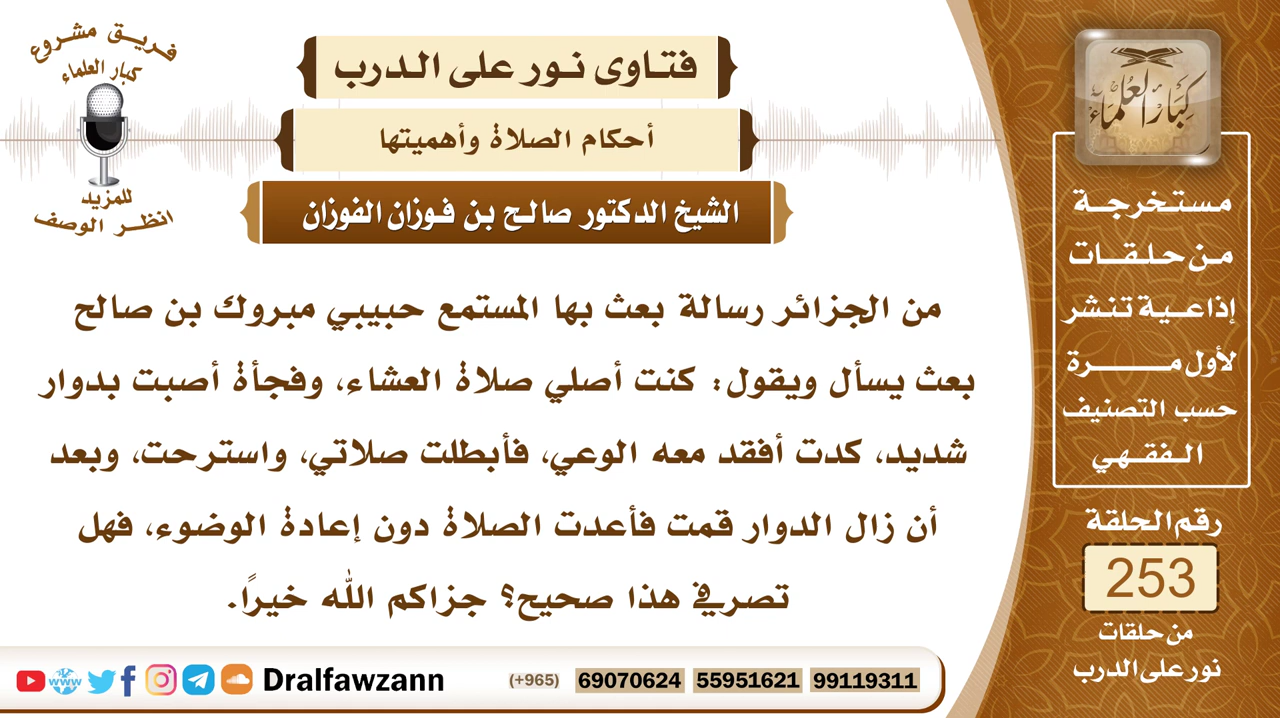 فريق مشروع
كبار العلماء
للمزيد
انظر الوصف
فتاوى نور على الدرب
أحكام الصلاة وأهميتها
الشيخ الدكتور صالح بن فوزان الفوزان
من الجزائر رسالة بعث بها المستمع حبيبي مبروك بن صالح
بعث يسأل ويقول: كنت أصلي صلاة العشاء، وفجأة أصبت بدوار
شديد، كدت أفقد معه الوعي، فأبطلت صلاتي، واسترحت، وبعد
أن زال الدوار قمت فأعدت الصلاة دون إعادة الوضوء، فهل
تصرفي هذا صحيح؟ جزاكم الله خيرًا.
كبار العلماء
مستخرجة
من حلقات
إذاعية تنشر
لأول مرة
حسب التصنيف
الفقهي
رقم الحلقة
253
من حلقات
نور على الدرب
www Dralfawzann (+965) 69070624 55951621 99119311